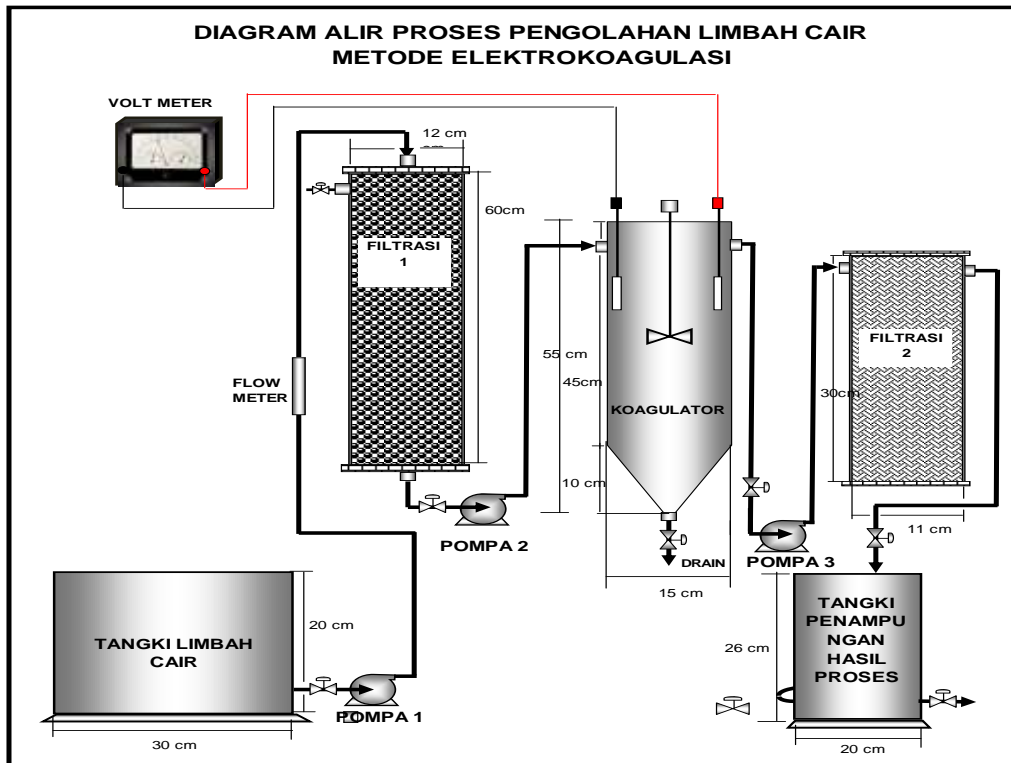 DIAGRAM ALIR PROSES PENGOLAHAN LIMBAH CAIR
METODE ELEKTROKOAGULASI
VOLT METER
12 cm
60cm
FILTRASI
1
FLOW
METER
55 cm
45cm
KOAGULATOR
10 cm
FILTRASI
2
30cm
11 cm
POMPA 2
DRAIN
POMPA 3
15 cm
TANGKI LIMBAH
CAIR
20 cm
POMPA 1
30 cm
TANGKI
PENAMPU
NGAN
HASIL
PROSES
26 cm
20 cm